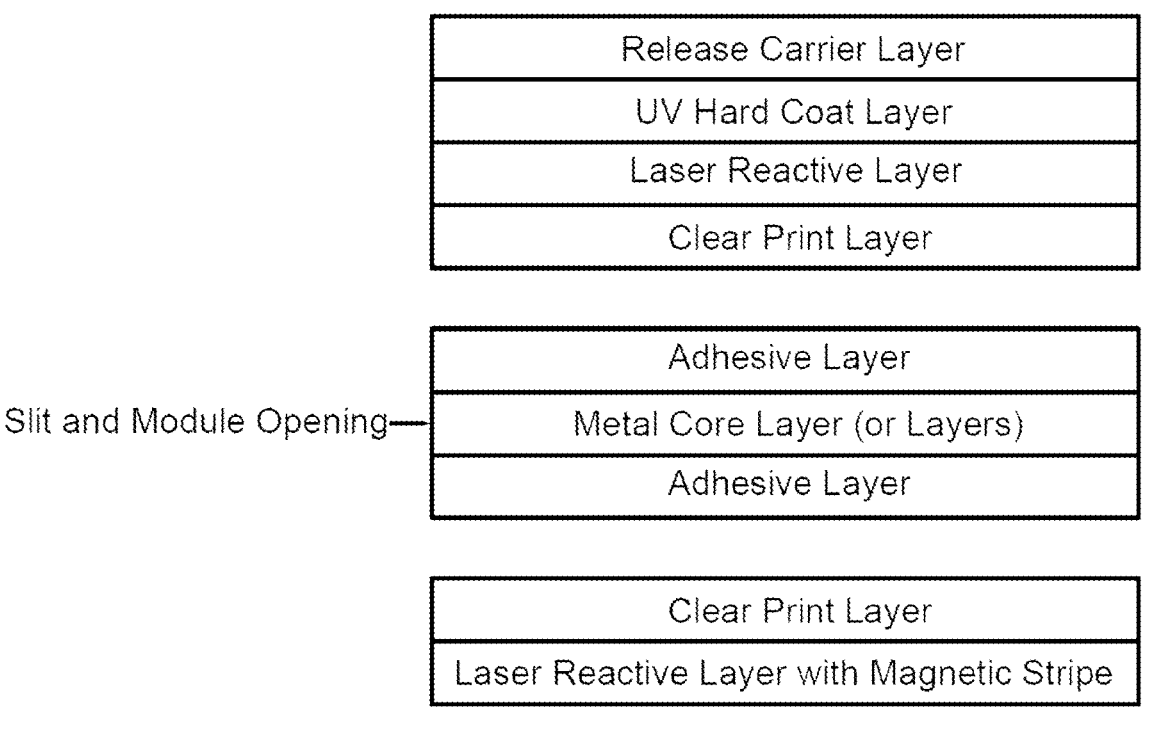 Release Carrier Layer
UV Hard Coat Layer
Laser Reactive Layer
Clear Print Layer
Adhesive Layer
Slit and Module Opening
Metal Core Layer (or Layers)
Adhesive Layer
Clear Print Layer
Laser Reactive Layer with Magnetic Stripe